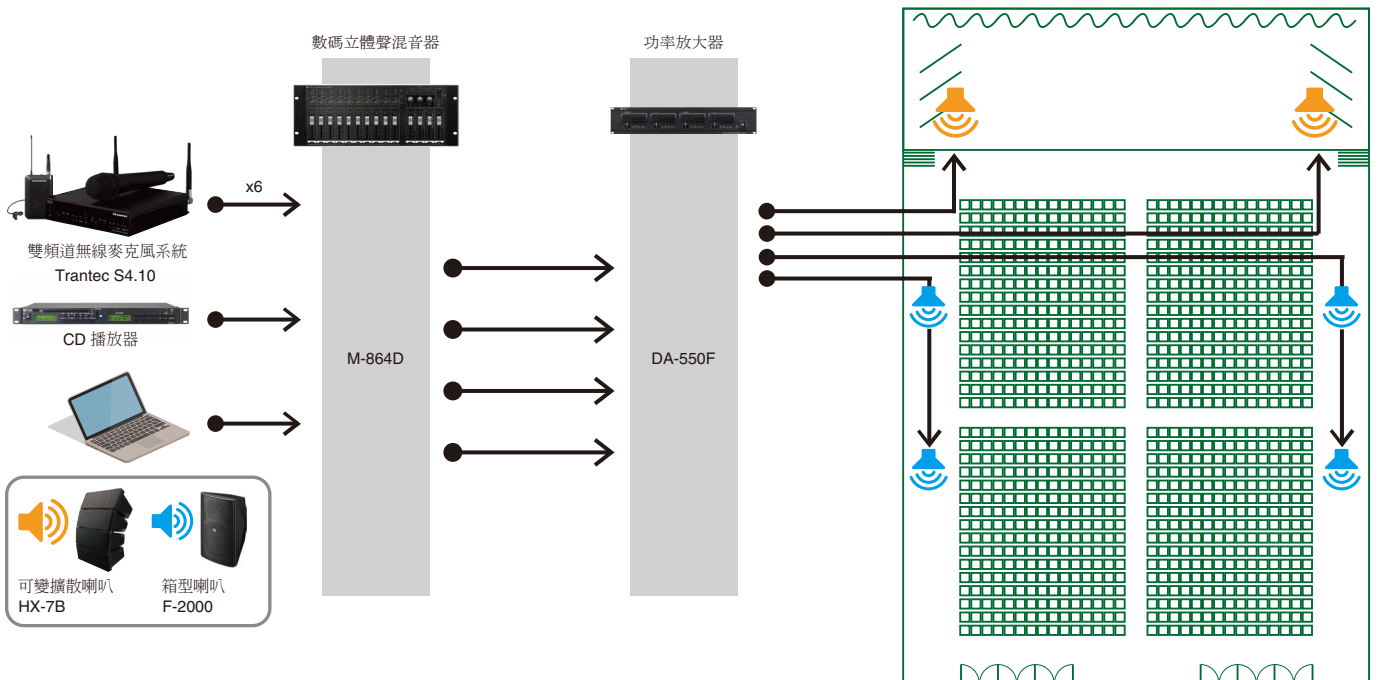 數碼立體聲混音器
功率放大器
x6
雙頻道無線麥克風系統
Trantec S4.10
CD 播放器
M-864D
DA-550F
可變擴散喇叭
HX-7B
箱型喇叭
F-2000